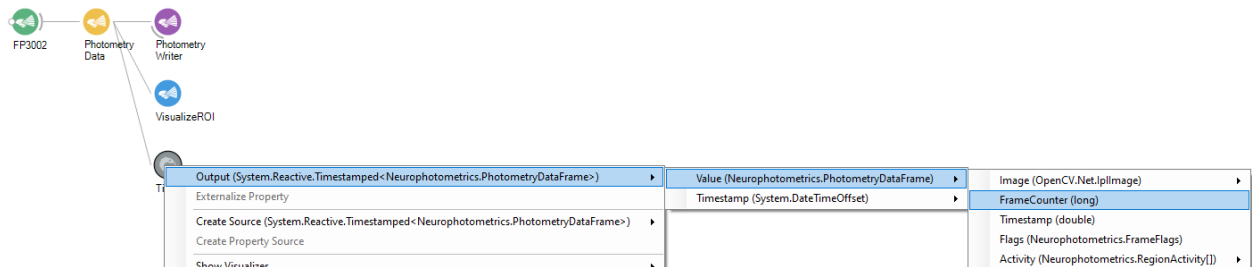 FP3002
Photometry
Data
Photometry
Writer
VisualizeROI
Output (System.Reactive.Timestamped<Neurophotometrics.PhotometryDataFrame>)
Externalize Property
Create Source (System.Reactive.Timestamped<Neurophotometrics.PhotometryDataFrame>)
Create Property Source
Show Visualizer
Value (Neurophotometrics.PhotometryDataFrame)
Timestamp (System.DateTimeOffset)
Image (OpenCV.Net.IplImage)
FrameCounter (long)
Timestamp (double)
Flags (Neurophotometrics.FrameFlags)
Activity (Neurophotometrics.RegionActivity[])